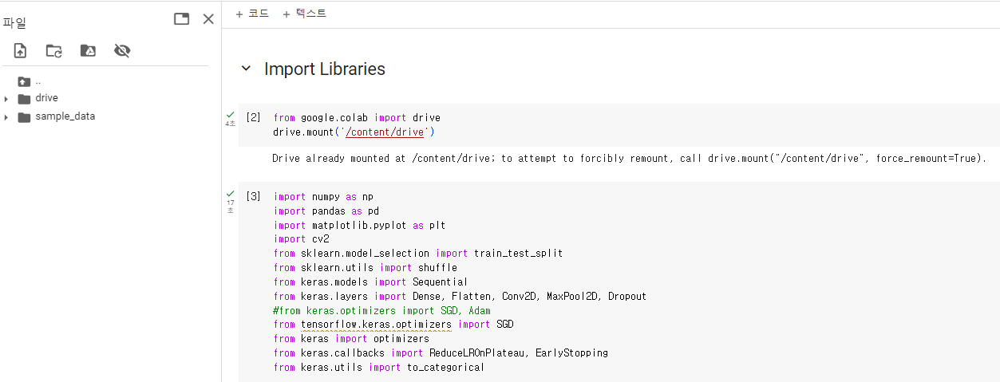 파일
..
drive
sample_data
+ 코드 + 텍스트
Import Libraries
4초
[2] from google.colab import drive
drive.mount('/content/drive')
Drive already mounted at /content/drive; to attempt to forcibly remount, call drive.mount("/content/drive", force_remount=True).
17
초
[3] import numpy as np
import pandas as pd
import matplotlib.pyplot as plt
import cv2
from sklearn.model_selection import train_test_split
from sklearn.utils import shuffle
from keras.models import Sequential
from keras.layers import Dense, Flatten, Conv2D, MaxPool2D, Dropout
#from keras.optimizers import SGD, Adam
from tensorflow.keras.optimizers import SGD
from keras import optimizers
from keras.callbacks import ReduceLROnPlateau, EarlyStopping
from keras.utils import to_categorical